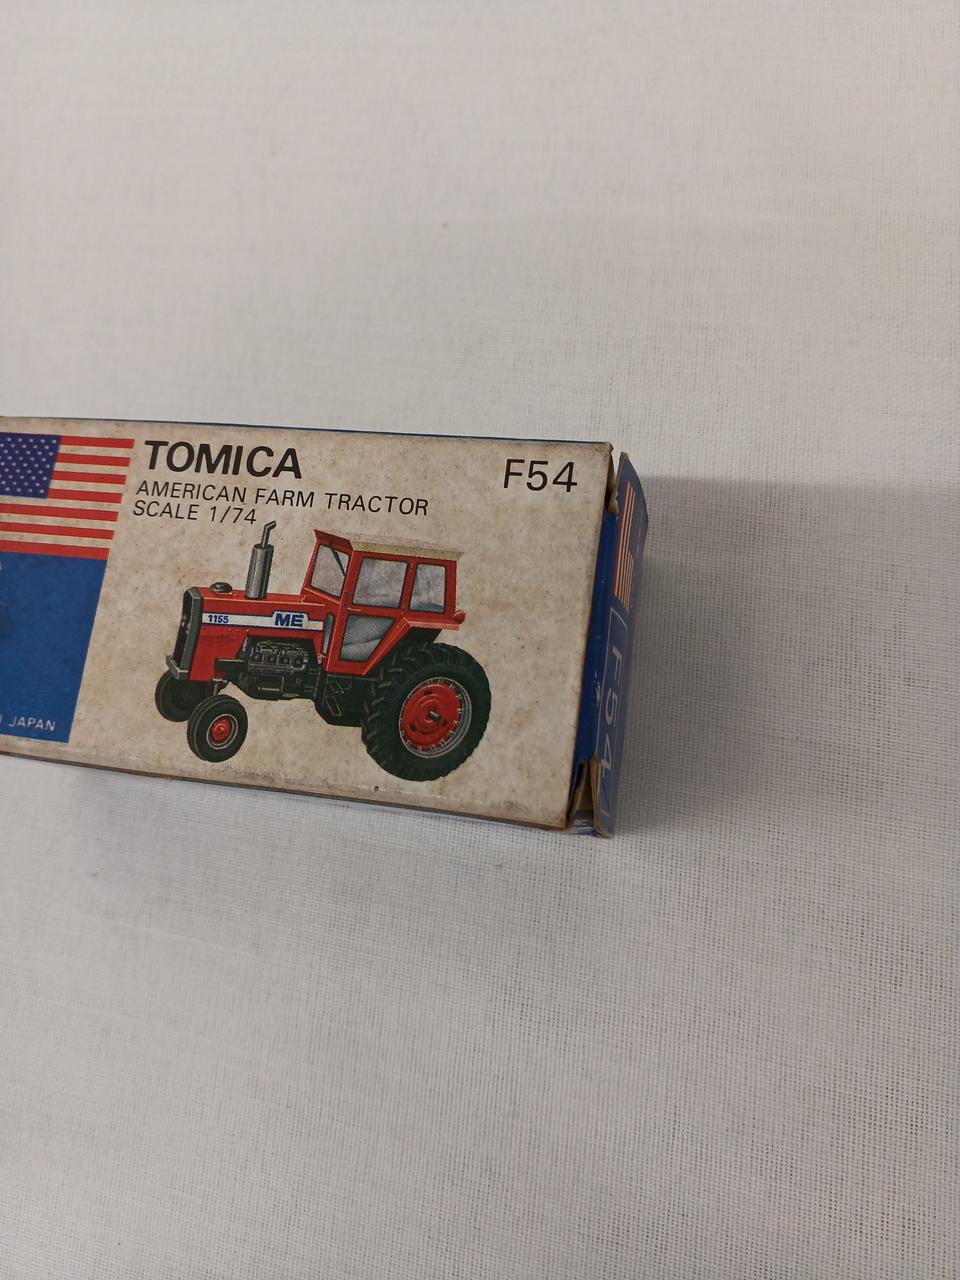 TOMICA
F54
AMERICAN FARM TRACTOR
SCALE 1/74
1155
ME
JAPAN
F54